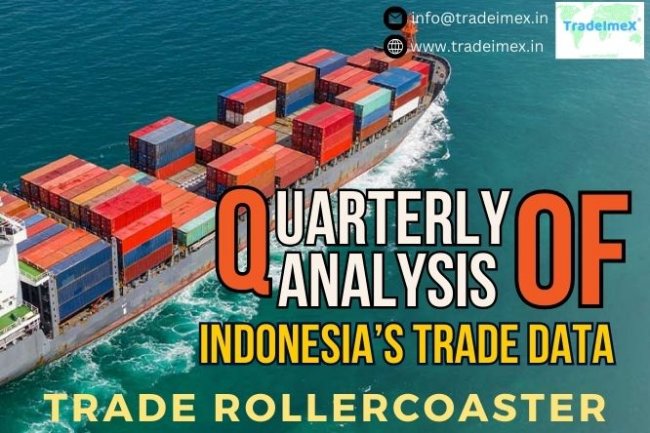 info@tradeimex.in
www.tradeimex.in
TradeImeX
QUARTERLY
ANALYSIS OF
INDONESIA'S TRADE DATA
TRADE ROLLERCOASTER